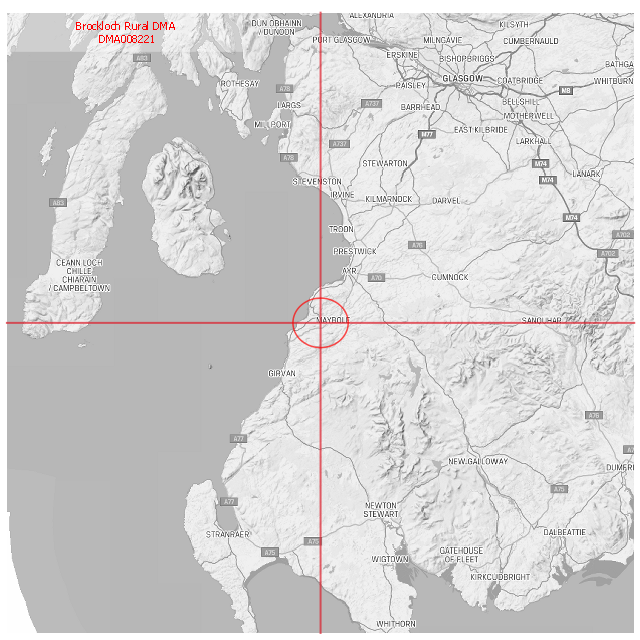 ALEXANDRIA
DUN OBHAINN
/ DUNOON
KILSYTH
Brockloch Rural DMA
DMA008221
PORT GLASGOW
MILNGAVIE
CUMBERNAULD
ERSKINE
BISHOPBRIGGS
A83
BATHGA
ROTHESAY
PAISLEY
GLASGOW
COATBRIDGE
WHITBURN
A78
M8
LARGS
A737
BARRHEAD
BELLSHILL
MOTHERWELL
MILLPORT
M77
EAST KILBRIDE
A737
LARKHALL
A78
STEWARTON
M74
LANARK
STEVENSTON
M74
IRVINE
KILMARNOCK
DARVEL
A83
M74
TROON
A702
PRESTWICK
A70
A702
CEANN LOCH
CHILLE
CHIARAIN
/ CAMPBELTOWN
AYR
A70
CUMNOCK
MAYBOLE
SANQUHAR
GIRVAN
A76
A77
NEW GALLOWAY
DUMFRI
A75
A77
NEWTON
STEWART
STRANRAER
A75
DALBEATTIE
A75
WIGTOWN
GATEHOUSE
OF FLEET
KIRKCUDBRIGHT
WHITHORN